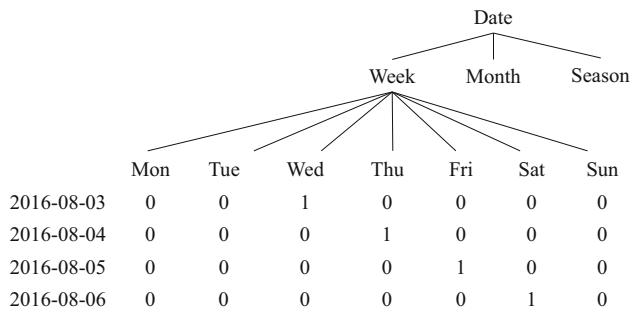 Date
Week Month Season
Mon Tue Wed Thu Fri Sat Sun
2016-08-03 0 0 1 0 0 0 0
2016-08-04 0 0 0 1 0 0 0
2016-08-05 0 0 0 0 1 0 0
2016-08-06 0 0 0 0 0 1 0